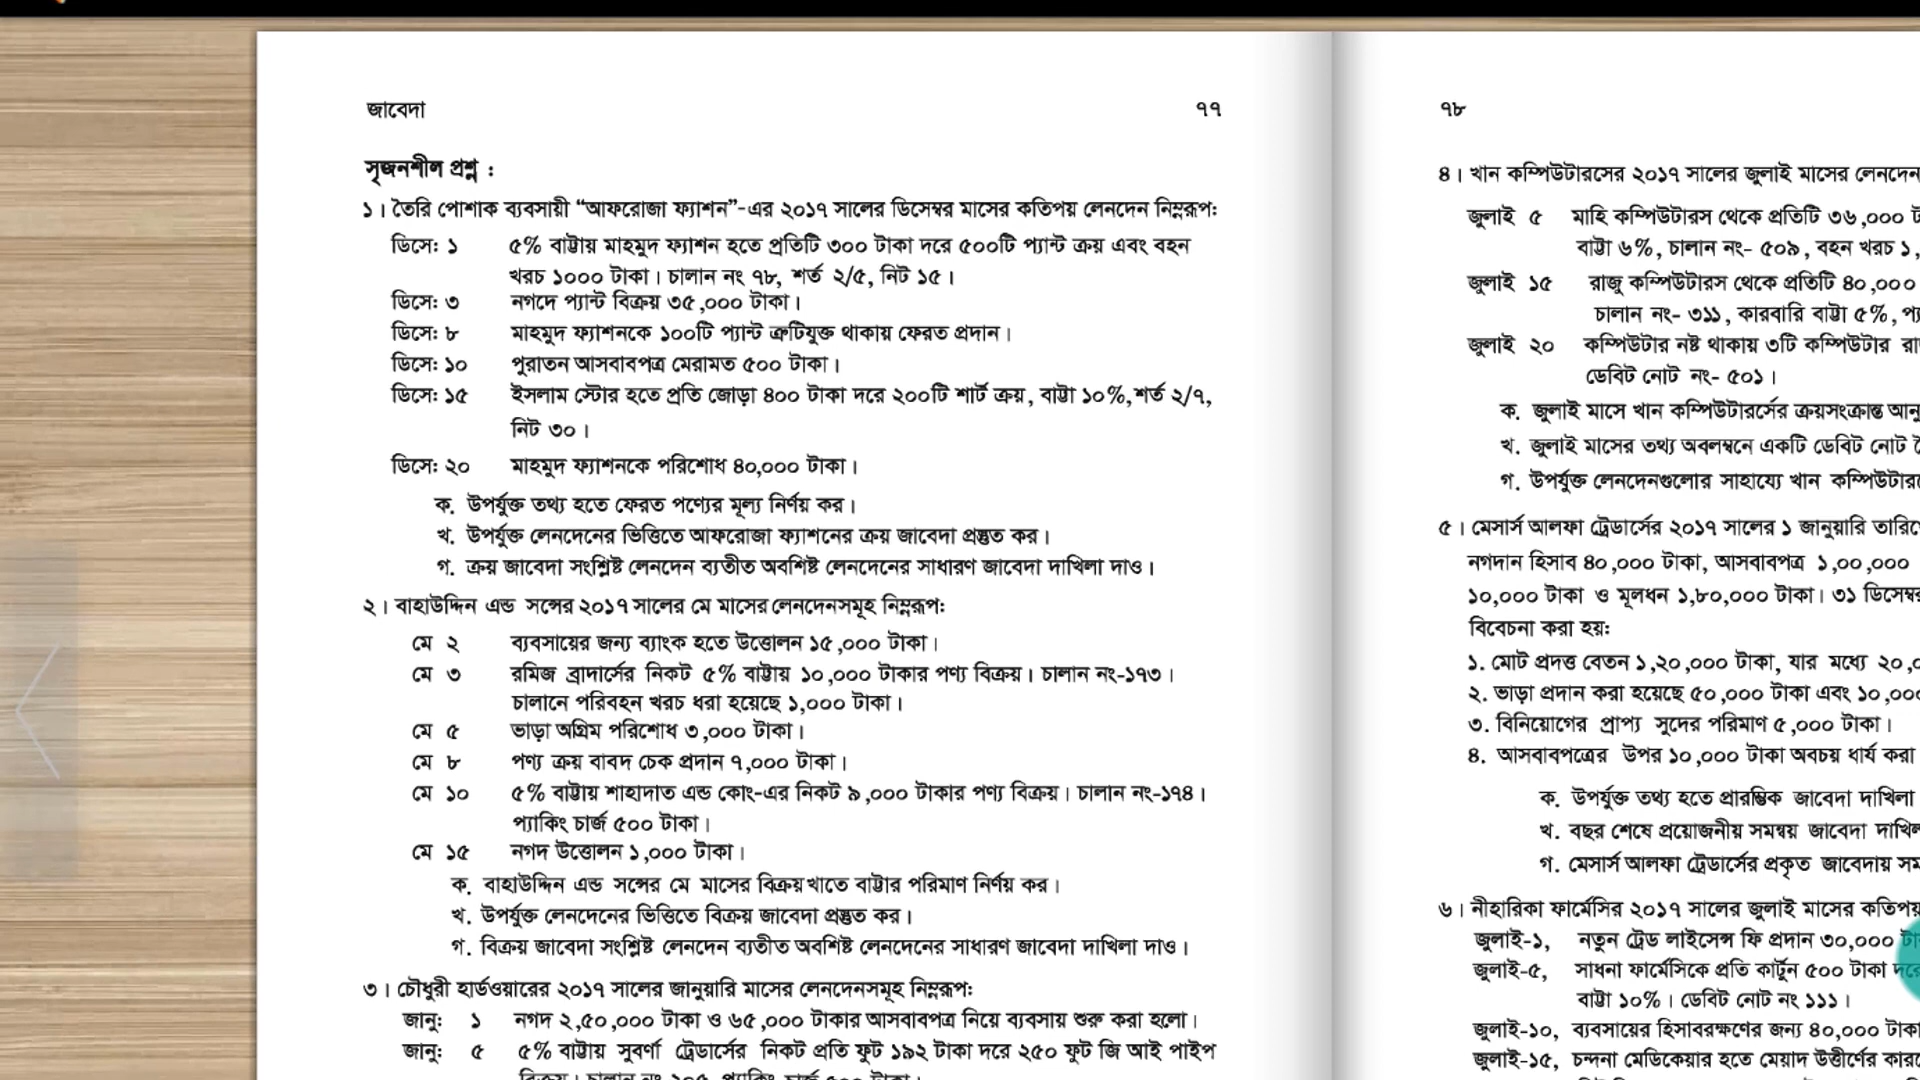 জাবেদা ৭৭
সৃজনশীল প্রশ্ন :
১। তৈরি পোশাক ব্যবসায়ী “আফরোজা ফ্যাশন”-এর ২০১৭ সালের ডিসেম্বর মাসের কতিপয় লেনদেন নিম্নরূপ:
ডিসে: ১ ৫% বাট্টায় মাহমুদ ফ্যাশন হতে প্রতিটি ৩০০ টাকা দরে ৫০০টি প্যান্ট ক্রয় এবং বহন
খরচ ১০০০ টাকা। চালান নং ৭৮, শর্ত ২/৫, নিট ১৫।
ডিসে: ৩ নগদে প্যান্ট বিক্রয় ৩৫,০০০ টাকা।
ডিসে: ৮ মাহমুদ ফ্যাশনকে ১০০টি প্যান্ট ত্রুটিযুক্ত থাকায় ফেরত প্রদান।
ডিসে: ১০ পুরাতন আসবাবপত্র মেরামত ৫০০ টাকা।
ডিসে: ১৫ ইসলাম স্টোর হতে প্রতি জোড়া ৪০০ টাকা দরে ২০০টি শার্ট ক্রয়, বাট্টা ১০%,শর্ত ২/৭,
নিট ৩০।
ডিসে: ২০ মাহমুদ ফ্যাশনকে পরিশোধ ৪০,০০০ টাকা।
ক. উপর্যুক্ত তথ্য হতে ফেরত পণ্যের মূল্য নির্ণয় কর।
খ. উপর্যুক্ত লেনদেনের ভিত্তিতে আফরোজা ফ্যাশনের ক্রয় জাবেদা প্রস্তুত কর।
গ. ক্রয় জাবেদা সংশ্লিষ্ট লেনদেন ব্যতীত অবশিষ্ট লেনদেনের সাধারণ জাবেদা দাখিলা দাও।
২। বাহাউদ্দিন এন্ড সন্সের ২০১৭ সালের মে মাসের লেনদেনসমূহ নিম্নরূপ:
মে ২ ব্যবসায়ের জন্য ব্যাংক হতে উত্তোলন ১৫,০০০ টাকা।
মে ৩ রমিজ ব্রাদার্সের নিকট ৫% বাট্টায় ১০,০০০ টাকার পণ্য বিক্রয়। চালান নং-১৭৩।
চালানে পরিবহন খরচ ধরা হয়েছে ১,০০০ টাকা।
মে ৫ ভাড়া অগ্রিম পরিশোধ ৩,০০০ টাকা।
মে ৮ পণ্য ক্রয় বাবদ চেক প্রদান ৭,০০০ টাকা।
মে ১০ ৫% বাট্টায় শাহাদাত এন্ড কোং-এর নিকট ৯,০০০ টাকার পণ্য বিক্রয়। চালান নং-১৭৪।
প্যাকিং চার্জ ৫০০ টাকা।
মে ১৫ নগদ উত্তোলন ১,০০০ টাকা।
ক. বাহাউদ্দিন এন্ড সন্সের মে মাসের বিক্রয়খাতে বাট্টার পরিমাণ নির্ণয় কর।
খ. উপর্যুক্ত লেনদেনের ভিত্তিতে বিক্রয় জাবেদা প্রস্তুত কর।
গ. বিক্রয় জাবেদা সংশ্লিষ্ট লেনদেন ব্যতীত অবশিষ্ট লেনদেনের সাধারণ জাবেদা দাখিলা দাও।
৩। চৌধুরী হার্ডওয়ারের ২০১৭ সালের জানুয়ারি মাসের লেনদেনসমূহ নিম্নরূপ:
জানু: ১ নগদ ২,৫০,০০০ টাকা ও ৬৫,০০০ টাকার আসবাবপত্র নিয়ে ব্যবসায় শুরু করা হলো।
জানু: ৫ ৫% বাট্টায় সুবর্ণা ট্রেডার্সের নিকট প্রতি ফুট ১৯২ টাকা দরে ২৫০ ফুট জি আই পাইপ
৭৮
৪। খান কম্পিউটারসের ২০১৭ সালের জুলাই মাসের লেনদেন
জুলাই ৫ মাহি কম্পিউটারস থেকে প্রতিটি ৩৬,০০০
বাট্টা ৬%, চালান নং- ৫০৯, বহন খরচ ১,
জুলাই ১৫ রাজু কম্পিউটারস থেকে প্রতিটি ৪০,০০০
চালান নং- ৩১১, কারবারি বাট্টা ৫%,
জুলাই ২০ কম্পিউটার নষ্ট থাকায় ৩টি কম্পিউটার
ডেবিট নোট নং- ৫০১।
ক. জুলাই মাসে খান কম্পিউটারর্সের ক্রয়সংক্রান্ত
খ. জুলাই মাসের তথ্য অবলম্বনে একটি ডেবিট নোট
গ. উপর্যুক্ত লেনদেনগুলোর সাহায্যে খান
৫। মেসার্স আলফা ট্রেডার্সের ২০১৭ সালের ১ জানুয়ারি
নগদান হিসাব ৪০,০০০ টাকা, আসবাবপত্র ১,০০,০০০
১০,০০০ টাকা ও মূলধন ১,৮০,০০০ টাকা। ৩১
বিবেচনা করা হয়:
১. মোট প্রদত্ত বেতন ১,২০,০০০ টাকা, যার মধ্যে
২. ভাড়া প্রদান করা হয়েছে ৫০,০০০ টাকা এবং
৩. বিনিয়োগের প্রাপ্য সুদের পরিমাণ ৫,০০০ টাকা।
৪. আসবাবপত্রের উপর ১০,০০০ টাকা অবচয় ধার্য করা
ক. উপর্যুক্ত তথ্য হতে প্রারম্ভিক জাবেদা দাখিলা
খ. বছর শেষে প্রয়োজনীয় সমন্বয় জাবেদা
গ. মেসার্স আলফা ট্রেডার্সের প্রকৃত জাবেদায়
৬। নীহারিকা ফার্মেসির ২০১৭ সালের জুলাই মাসের
জুলাই-১, নতুন ট্রেড লাইসেন্স ফি প্রদান ৩০,০০০
জুলাই-৫, সাধনা ফার্মেসিকে প্রতি কার্টুন ৫০০ টাকা
বাট্টা ১০%। ডেবিট নোট নং ১১১।
জুলাই-১০, ব্যবসায়ের হিসাবরক্ষণের জন্য ৪০,০০০
জুলাই-১৫, চন্দনা মেডিকেয়ার হতে মেয়াদ উত্তীর্ণের